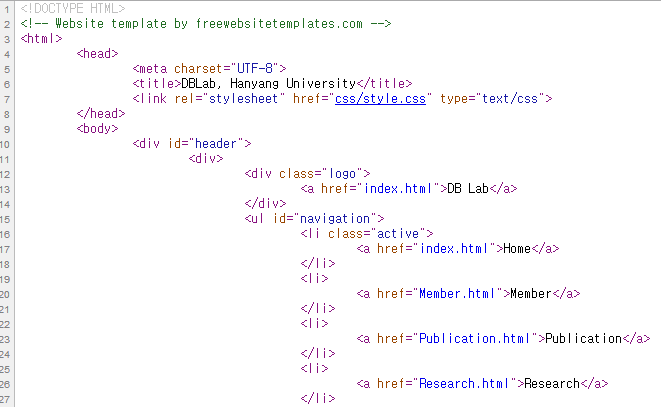 1 <!DOCTYPE HTML>
2 <!-- Website template by freewebsitetemplates.com -->
3 <html>
4 <head>
5 <meta charset="UTF-8">
6 <title>DBLab, Hanyang University</title>
7 <link rel="stylesheet" href="css/style.css" type="text/css">
8 </head>
9 <body>
10 <div id="header">
11 <div>
12 <div class="logo">
13 <a href="index.html">DB Lab</a>
14 </div>
15 <ul id="navigation">
16 <li class="active">
17 <a href="index.html">Home</a>
18 </li>
19 <li>
20 <a href="Member.html">Member</a>
21 </li>
22 <li>
23 <a href="Publication.html">Publication</a>
24 </li>
25 <li>
26 <a href="Research.html">Research</a>
27 </li>